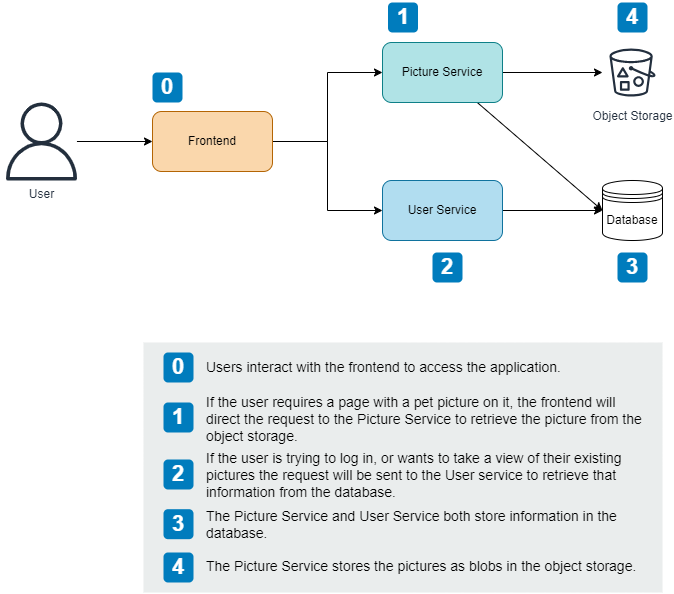 1
4
0
Picture Service
Object Storage
Frontend
User
User Service
Database
2
3
0 Users interact with the frontend to access the application.
1 If the user requires a page with a pet picture on it, the frontend will
direct the request to the Picture Service to retrieve the picture from the
object storage.
2 If the user is trying to log in, or wants to take a view of their existing
pictures the request will be sent to the User service to retrieve that
information from the database.
3 The Picture Service and User Service both store information in the
database.
4 The Picture Service stores the pictures as blobs in the object storage.